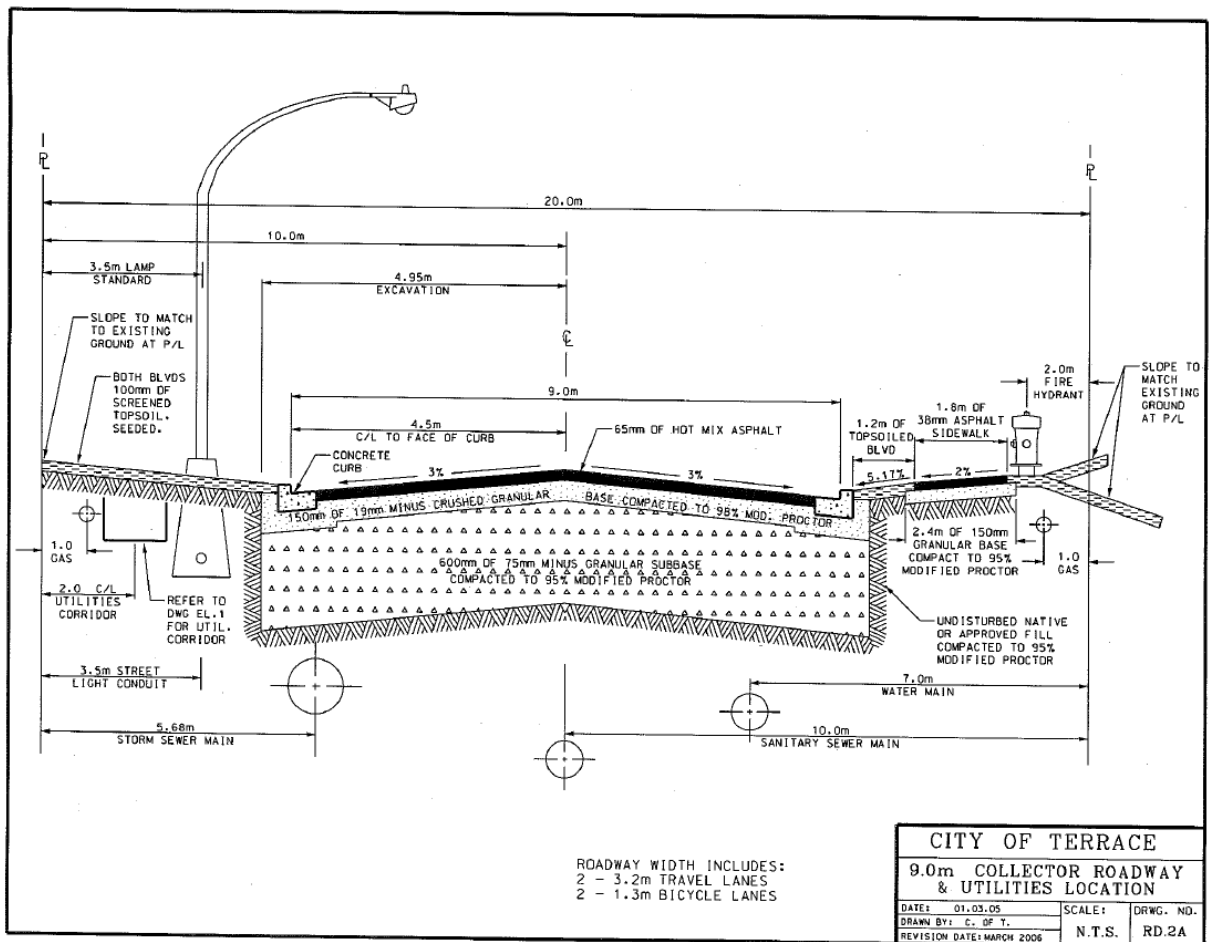 PL
PL
20.0m
10.0m
3.5m LAMP
STANDARD
4.95m
EXCAVATION
SLOPE TO MATCH
TO EXISTING
GROUND AT P/L
CL
BOTH BLVDS
100mm OF
SCREENED
TOPSOIL.
SEEDED.
9.0m
2.0m
FIRE
HYDRANT
SLOPE TO
MATCH
EXISTING
GROUND
AT P/L
4.5m
C/L TO FACE OF CURB
65mm OF HOT MIX ASPHALT
1.2m OF
TOPSOILED
BLVD
1.8m OF
38mm ASPHALT
SIDEWALK
CONCRETE
CURB
3%
3%
5.17%
2%
150mm OF 19mm MINUS CRUSHED GRANULAR BASE COMPACTED TO 98% MOD. PROCTOR
600mm OF 75mm MINUS GRANULAR SUBBASE
COMPACTED TO 95% MODIFIED PROCTOR
2.4m OF 150mm
GRANULAR BASE
COMPACT TO 95%
MODIFIED PROCTOR
1.0
GAS
1.0
GAS
2.0 C/L
UTILITIES
CORRIDOR
REFER TO
DWG EL.1
FOR UTIL.
CORRIDOR
UNDISTURBED NATIVE
OR APPROVED FILL
COMPACTED TO 95%
MODIFIED PROCTOR
3.5m STREET
LIGHT CONDUIT
7.0m
WATER MAIN
5.68m
STORM SEWER MAIN
10.0m
SANITARY SEWER MAIN
ROADWAY WIDTH INCLUDES:
2 - 3.2m TRAVEL LANES
2 - 1.3m BICYCLE LANES
CITY OF TERRACE
9.0m COLLECTOR ROADWAY
& UTILITIES LOCATION
DATE: 01.03.05
DRAWN BY: C. OF T.
REVISION DATE: MARCH 2006
SCALE:
N.T.S.
DRWG. NO.
RD.2A